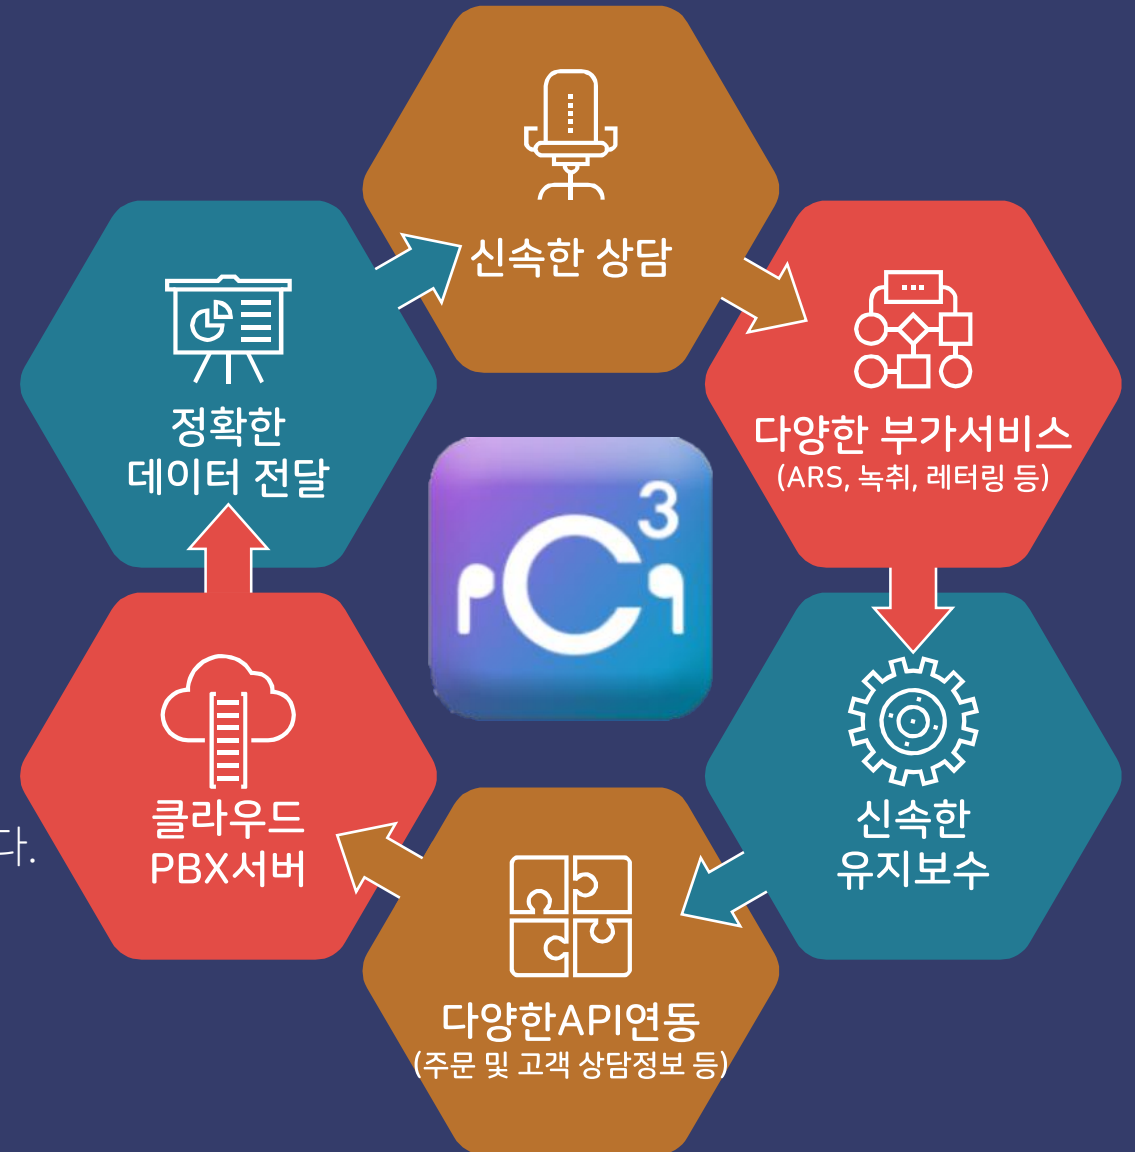 신속한 상담
다양한 부가서비스
(ARS, 녹취, 레터링 등)
정확한
데이터 전달
C3
클라우드
PBX서버
신속한
유지보수
다.
다양한API연동
(주문 및 고객 상담정보 등)